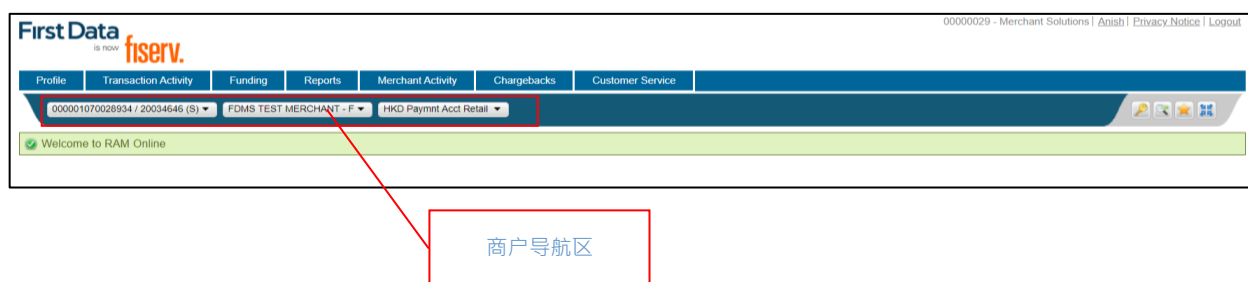 00000029 - Merchant Solutions | Anish | Privacy Notice | Logout
First Data
is now fiserv.
Profile Transaction Activity Funding Reports Merchant Activity Chargebacks Customer Service
000001070028934 / 20034646 (S) FDMS TEST MERCHANT - F HKD Paymnt Acct Retail
Welcome to RAM Online
商户导航区